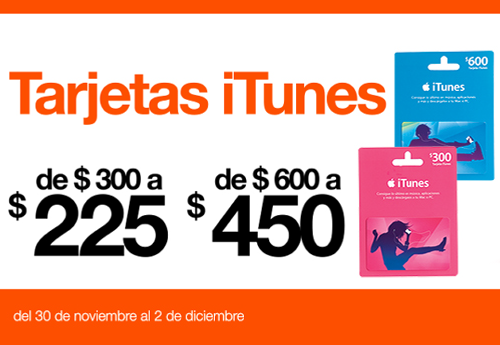 Tarjetas iTunes
de $ 300 a
$ 225
de $ 600 a
$ 450
$600
iTunes
$300
iTunes
del 30 de noviembre al 2 de diciembre